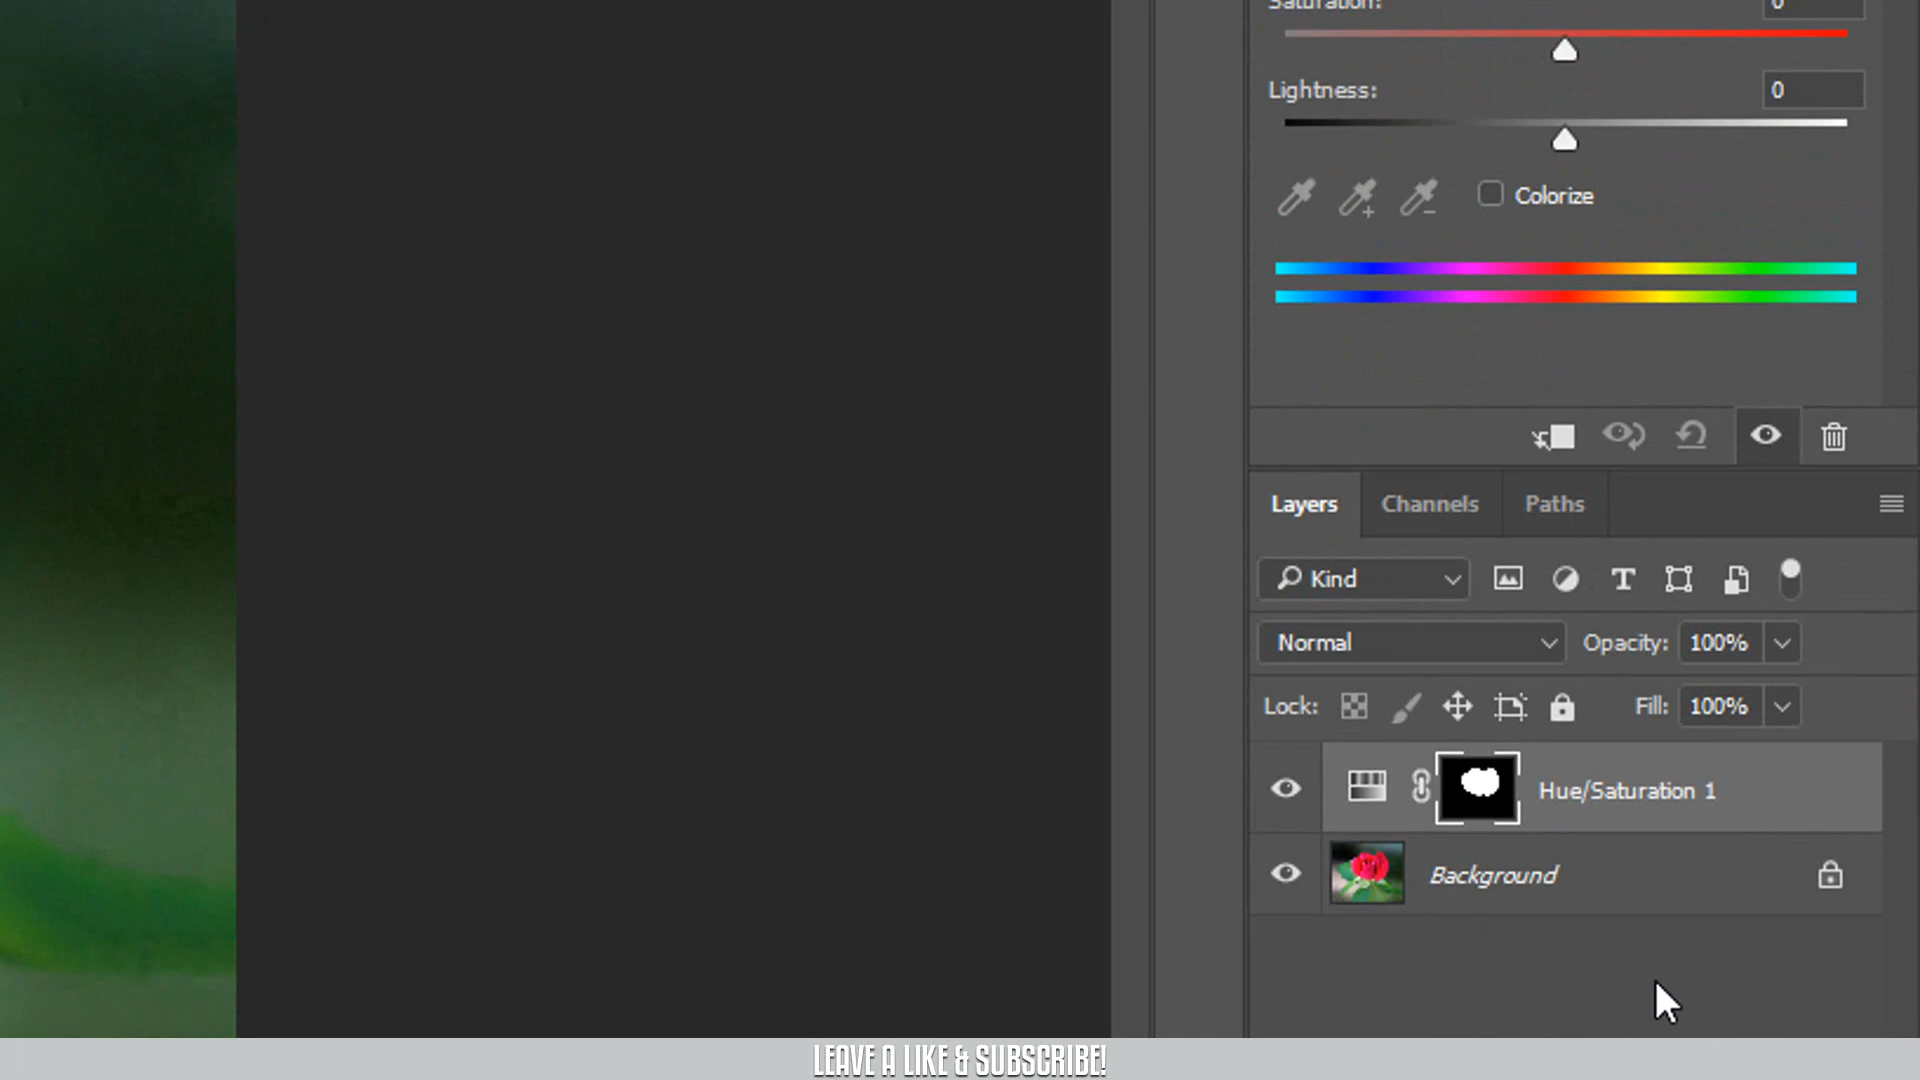 Saturation: 0
Lightness: 0
Colorize
Layers Channels Paths
Kind
Normal Opacity: 100%
Lock: Fill: 100%
Hue/Saturation 1
Background
LEAVE A LIKE & SUBSCRIBE!